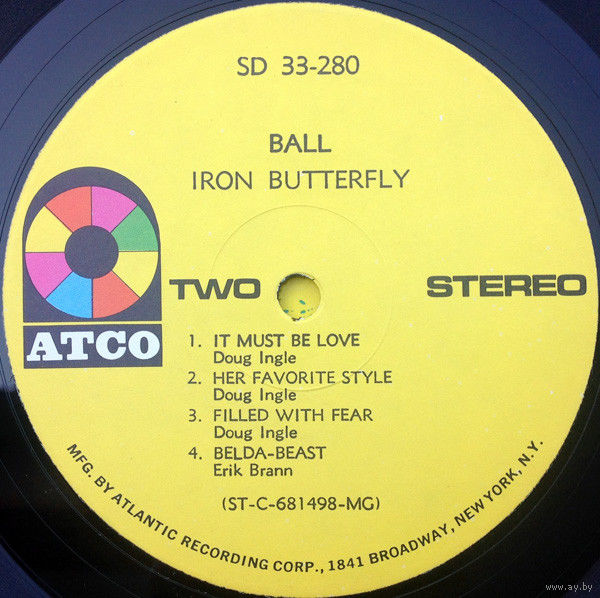 SD 33-280
BALL
IRON BUTTERFLY
ATCO
TWO
STEREO
1. IT MUST BE LOVE
Doug Ingle
2. HER FAVORITE STYLE
Doug Ingle
3. FILLED WITH FEAR
Doug Ingle
4. BELDA-BEAST
Erik Brann
(ST-C-681498-MG)
MFG. BY ATLANTIC RECORDING CORP., 1841 BROADWAY, NEW YORK, N.Y.
www.ay.by